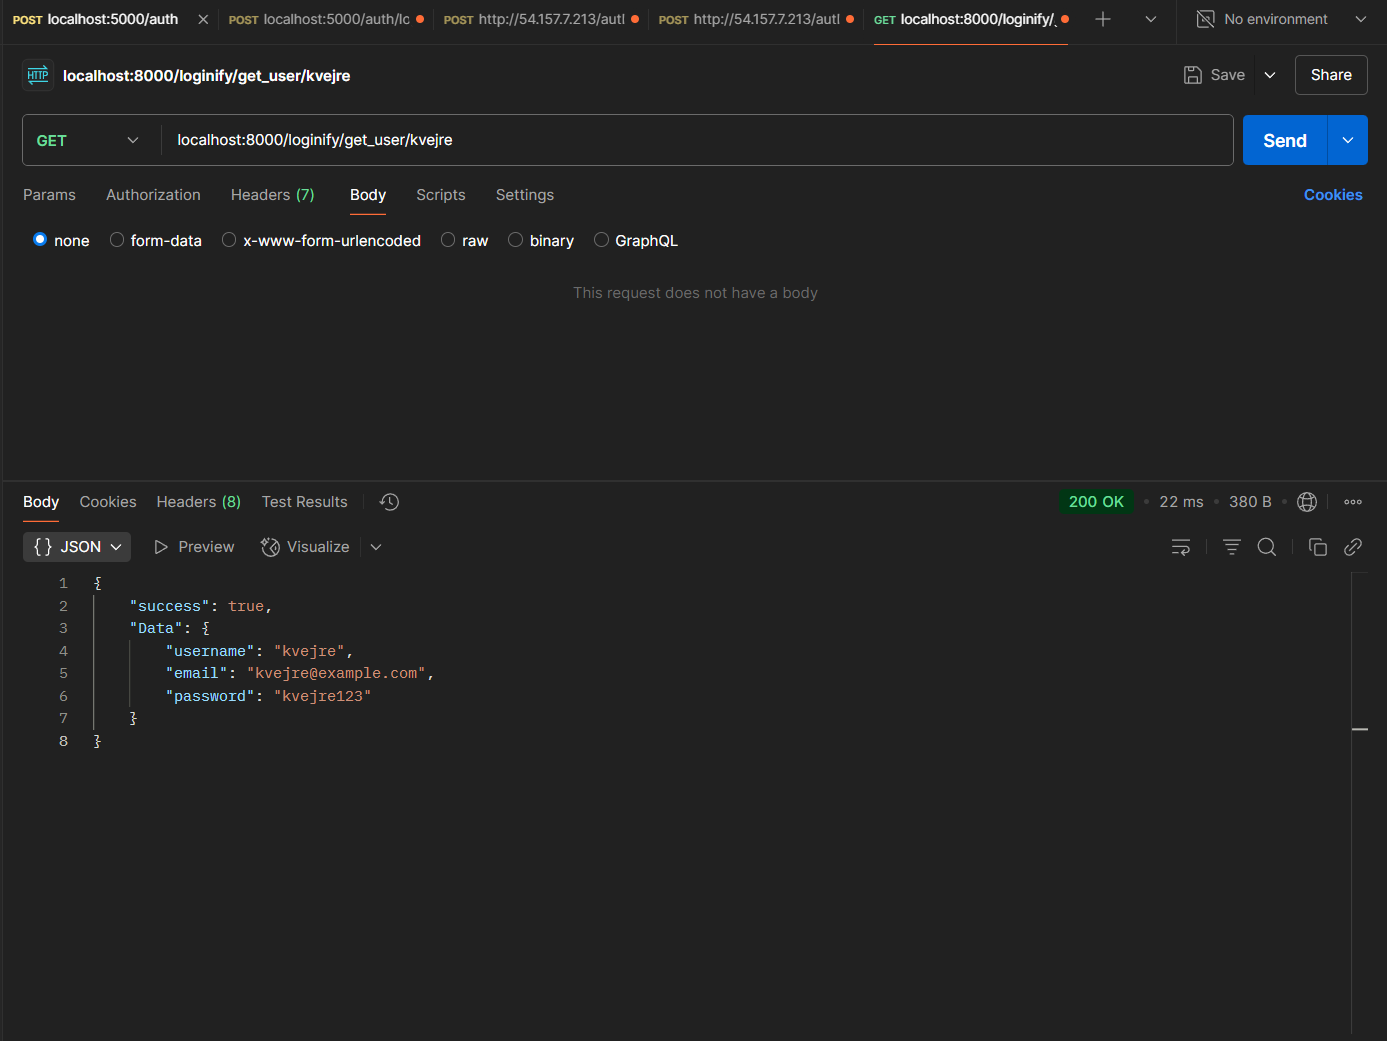 POST localhost:5000/auth POST localhost:5000/auth/lo POST http://54.157.7.213/autl POST http://54.157.7.213/autl GET localhost:8000/loginify/ No environment
HTTP localhost:8000/loginify/get_user/kvejre Save Share
GET localhost:8000/loginify/get_user/kvejre Send
Params Authorization Headers (7) Body Scripts Settings Cookies
none form-data x-www-form-urlencoded raw binary GraphQL
This request does not have a body
Body Cookies Headers (8) Test Results 200 OK • 22 ms • 380 B •
{} JSON Preview Visualize
1 {
2 "success": true,
3 "Data": {
4 "username": "kvejre",
5 "email": "kvejre@example.com",
6 "password": "kvejre123"
7 }
8 }